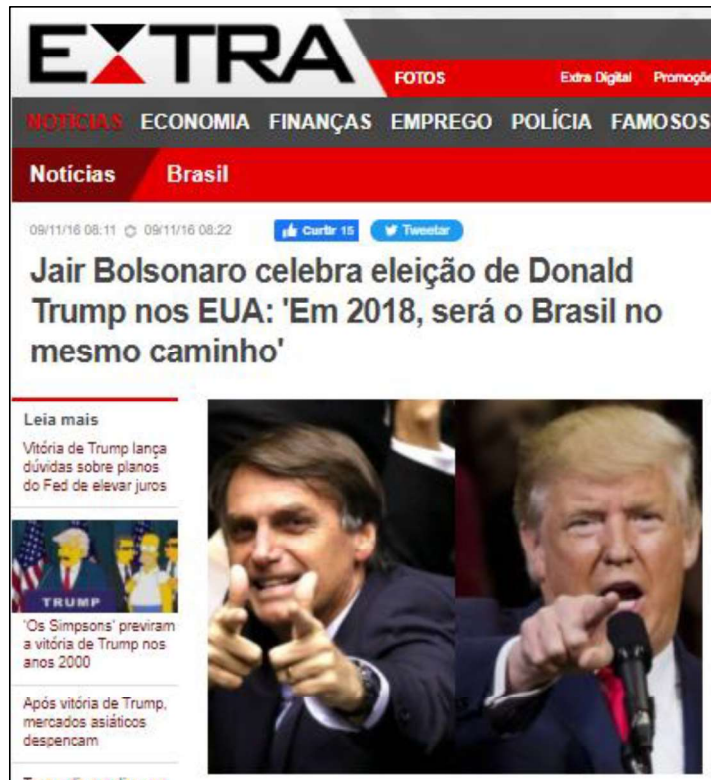 EXTRA
FOTOS
Extra Digital
Promoçõe
NOTÍCIAS ECONOMIA FINANÇAS EMPREGO POLÍCIA FAMOSOS
Notícias Brasil
09/11/16 08:11 09/11/16 08:22 Curtir 15 Tweetar
Jair Bolsonaro celebra eleição de Donald
Trump nos EUA: 'Em 2018, será o Brasil no
mesmo caminho'
Leia mais
Vitória de Trump lança
dúvidas sobre planos
do Fed de elevar juros
TRUMP
'Os Simpsons' previram
a vitória de Trump nos
anos 2000
Após vitória de Trump,
mercados asiáticos
despencam